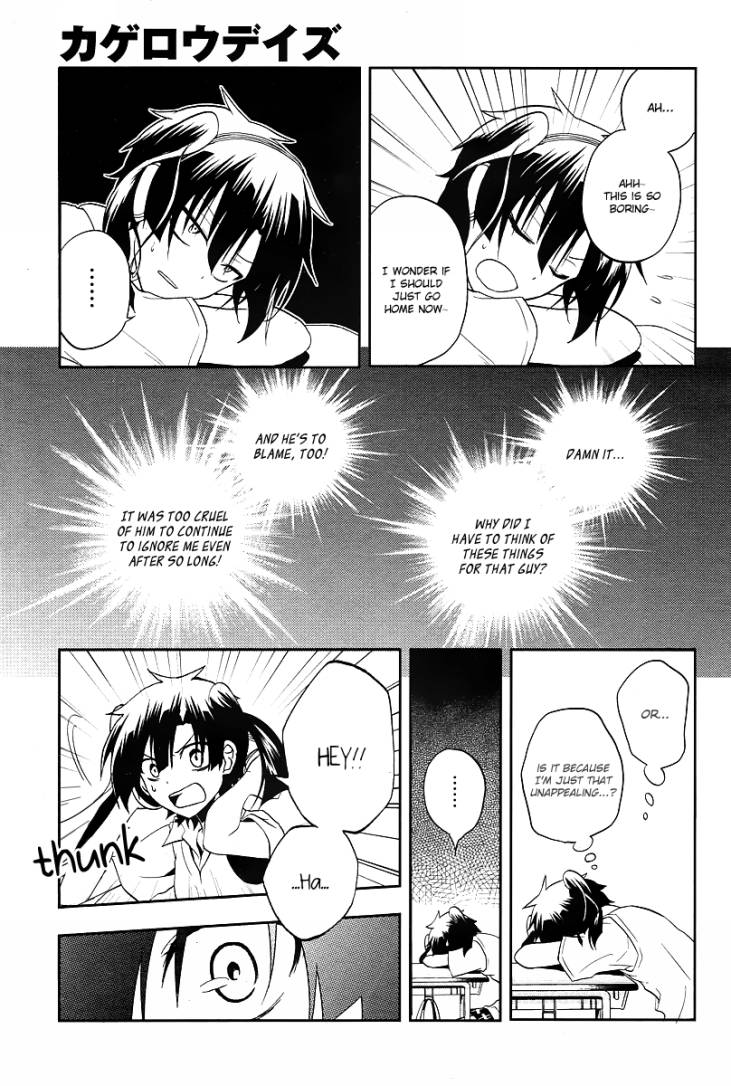 カゲロウデイズ
AH...
AHH~
THIS IS SO
BORING~
I WONDER IF
I SHOULD
JUST GO
HOME NOW~
......
DAMN IT...
WHY DID I
HAVE TO THINK OF
THESE THINGS
FOR THAT GUY?
AND HE'S TO
BLAME, TOO!
IT WAS TOO CRUEL
OF HIM TO CONTINUE
TO IGNORE ME EVEN
AFTER SO LONG!
OR...
IS IT BECAUSE
I'M JUST THAT
UNAPPEALING...?
......
HEY!!
...Ha...
thunk